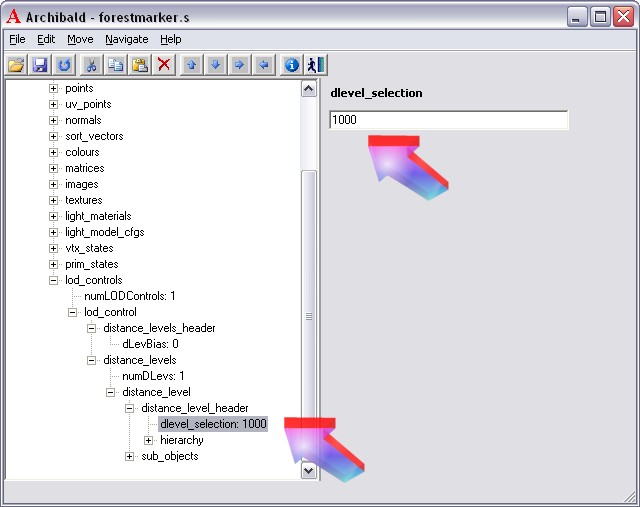 Archibald - forestmarker.s
File Edit Move Navigate Help
points
uv_points
normals
sort_vectors
colours
matrices
images
textures
light_materials
light_model_cfgs
vtx_states
prim_states
lod_controls
numLODControls: 1
lod_control
distance_levels_header
dLevBias: 0
distance_levels
numDLevs: 1
distance_level
distance_level_header
dlevel_selection: 1000
hierarchy
sub_objects
dlevel_selection
1000